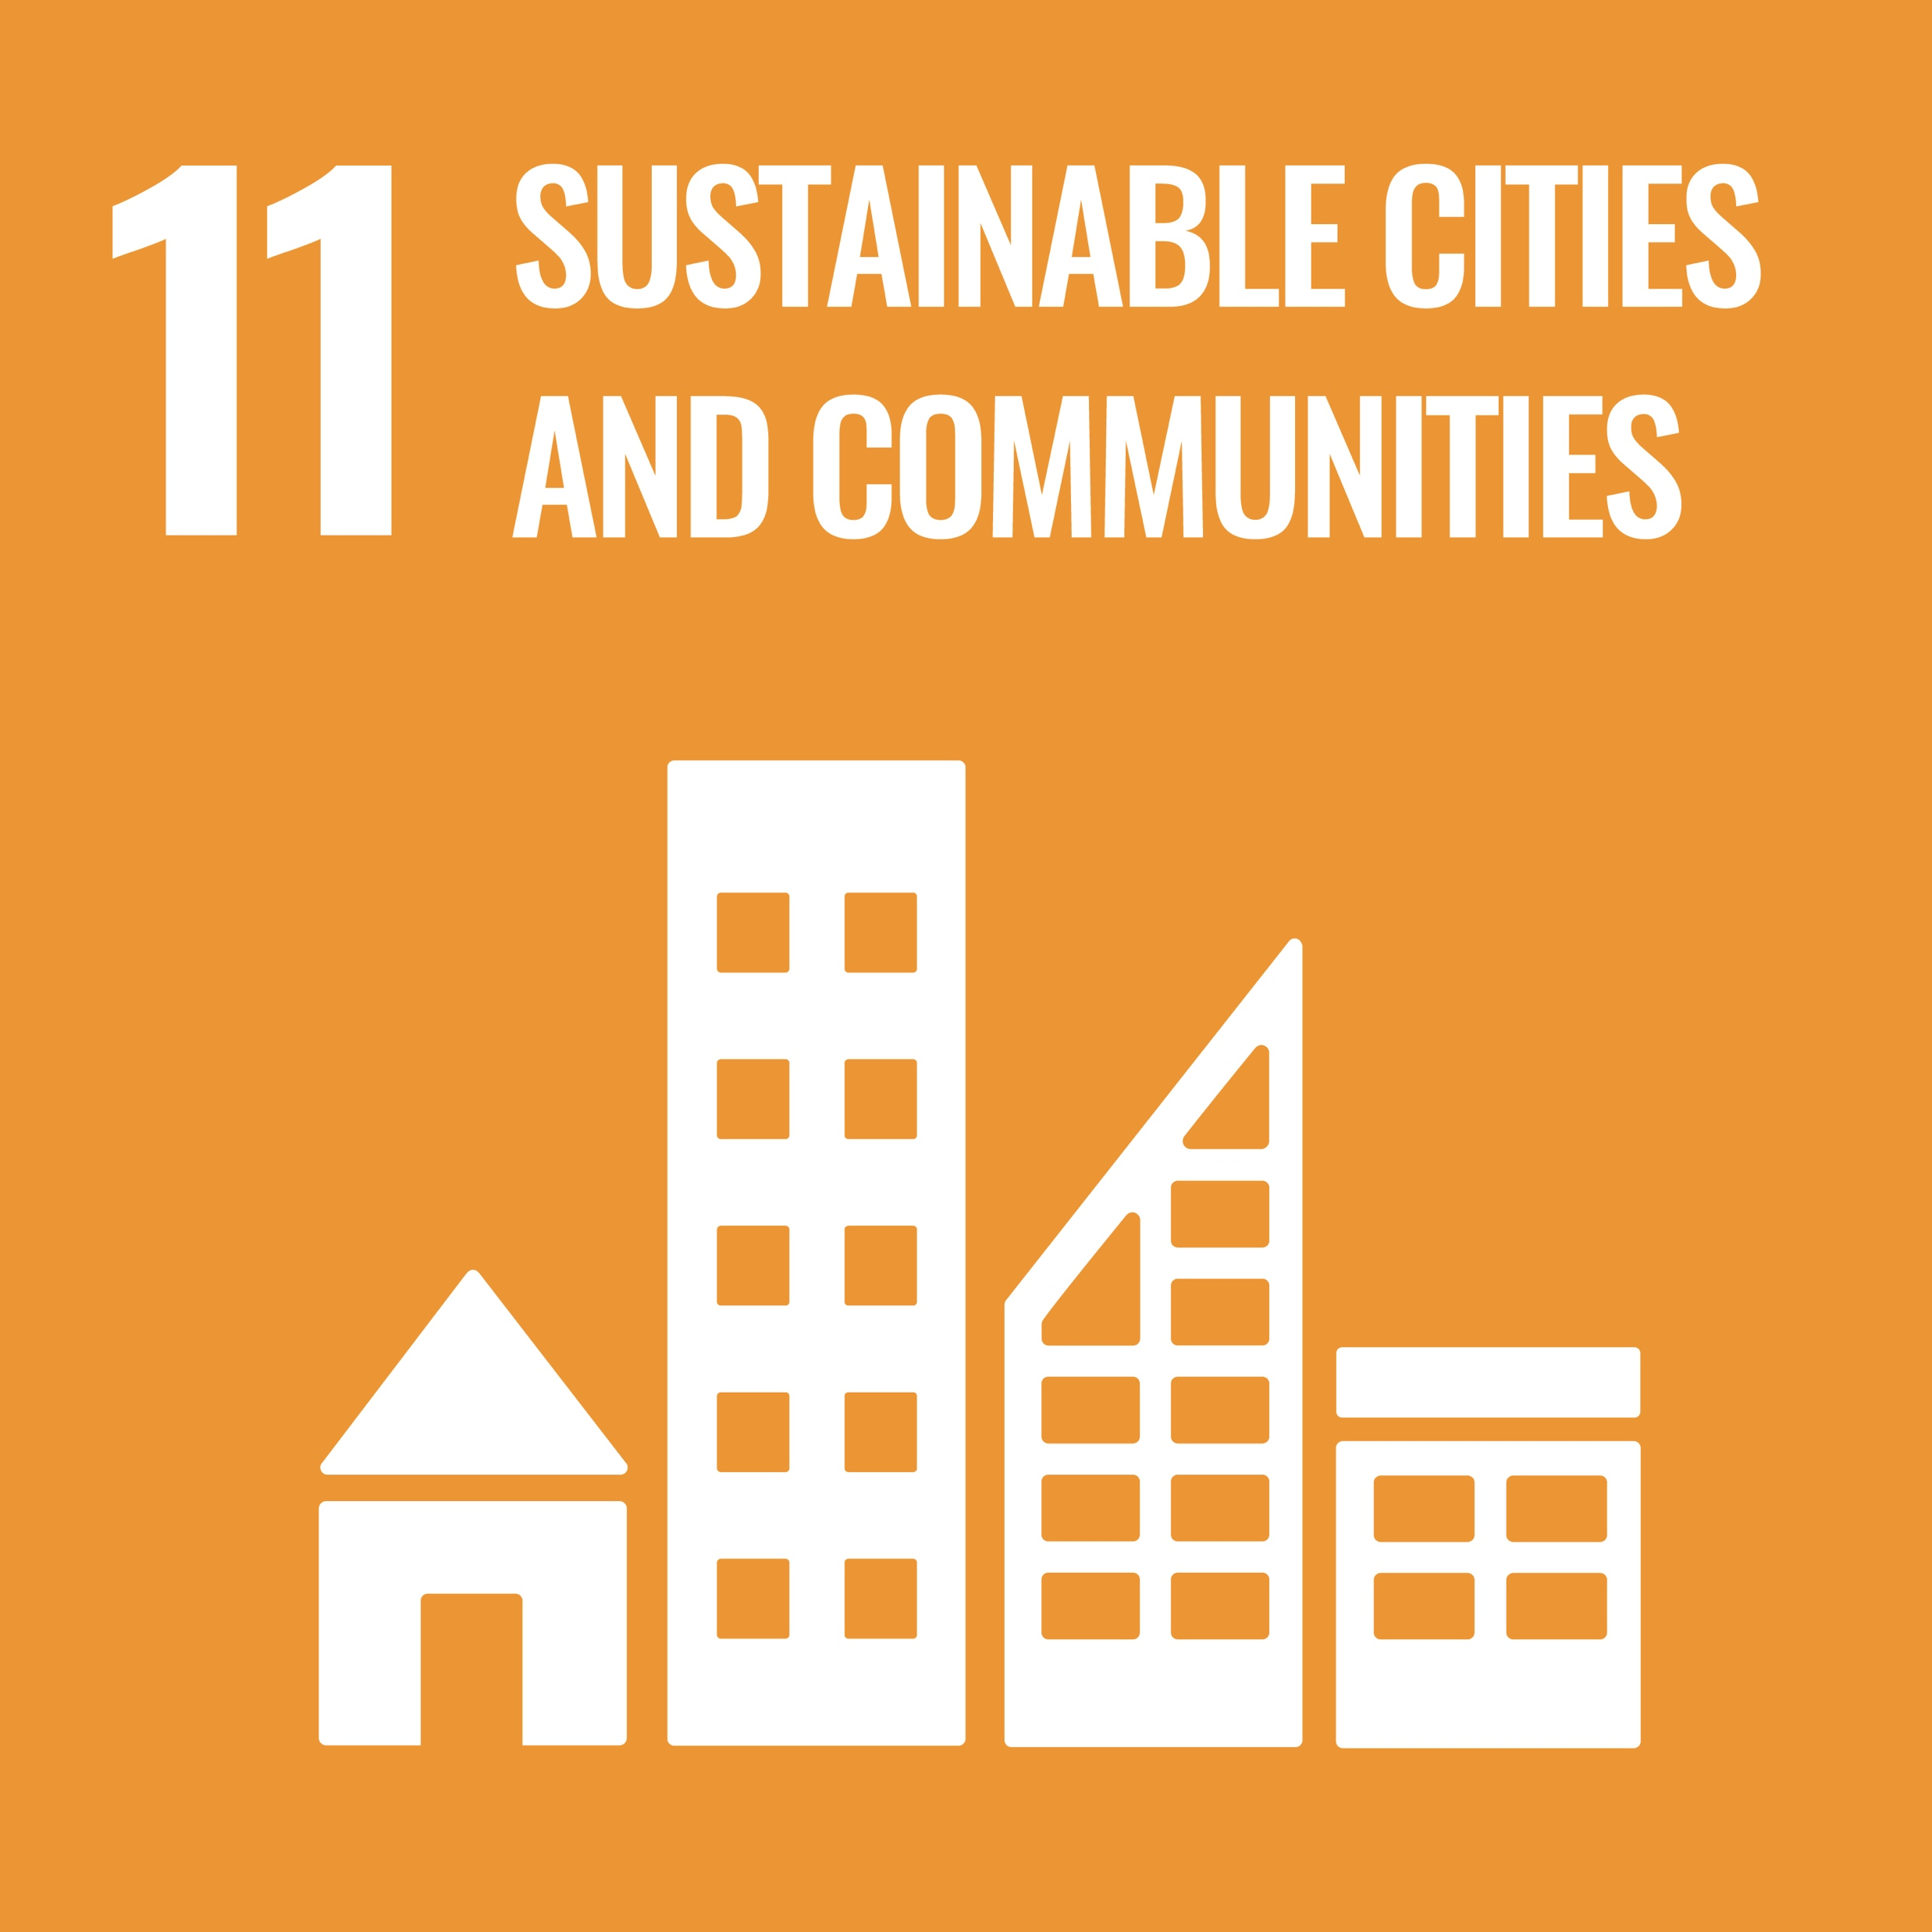 11
SUSTAINABLE CITIES
AND COMMUNITIES